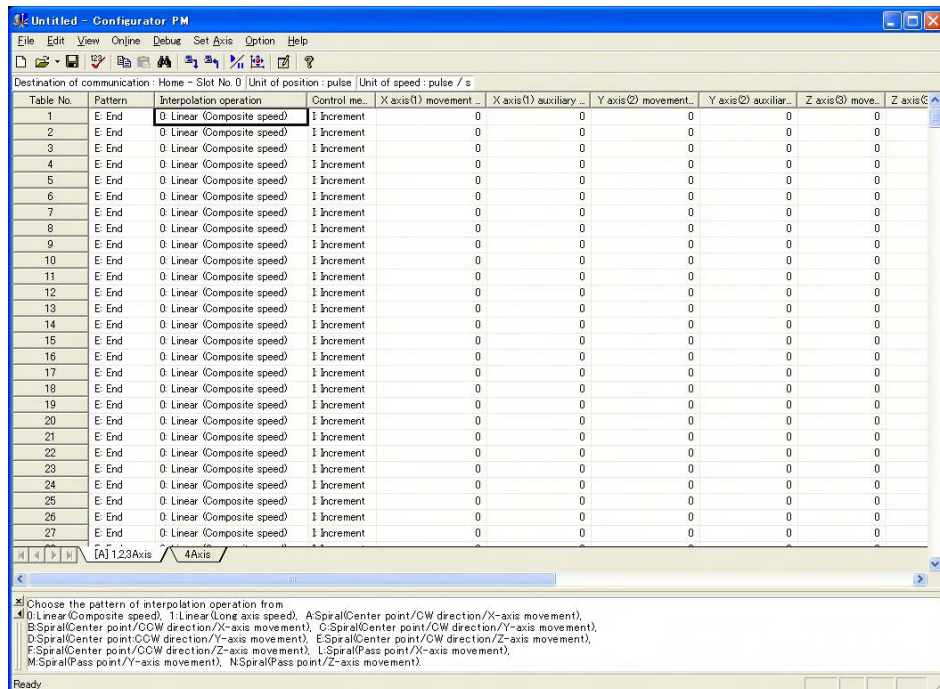 Untitled - Configurator PM
File Edit View Online Debug Set Axis Option Help
Destination of communication : Home - Slot No. 0 Unit of position : pulse Unit of speed : pulse / s
Table No. Pattern Interpolation operation Control me... X axis(1) movement ... X axis(1) auxiliary ... Y axis(2) movement... Y axis(2) auxiliar... Z axis(3) move... Z axis(3
1 E: End 0: Linear (Composite speed) I: Increment 0 0 0 0 0
2 E: End 0: Linear (Composite speed) I: Increment 0 0 0 0 0
3 E: End 0: Linear (Composite speed) I: Increment 0 0 0 0 0
4 E: End 0: Linear (Composite speed) I: Increment 0 0 0 0 0
5 E: End 0: Linear (Composite speed) I: Increment 0 0 0 0 0
6 E: End 0: Linear (Composite speed) I: Increment 0 0 0 0 0
7 E: End 0: Linear (Composite speed) I: Increment 0 0 0 0 0
8 E: End 0: Linear (Composite speed) I: Increment 0 0 0 0 0
9 E: End 0: Linear (Composite speed) I: Increment 0 0 0 0 0
10 E: End 0: Linear (Composite speed) I: Increment 0 0 0 0 0
11 E: End 0: Linear (Composite speed) I: Increment 0 0 0 0 0
12 E: End 0: Linear (Composite speed) I: Increment 0 0 0 0 0
13 E: End 0: Linear (Composite speed) I: Increment 0 0 0 0 0
14 E: End 0: Linear (Composite speed) I: Increment 0 0 0 0 0
15 E: End 0: Linear (Composite speed) I: Increment 0 0 0 0 0
16 E: End 0: Linear (Composite speed) I: Increment 0 0 0 0 0
17 E: End 0: Linear (Composite speed) I: Increment 0 0 0 0 0
18 E: End 0: Linear (Composite speed) I: Increment 0 0 0 0 0
19 E: End 0: Linear (Composite speed) I: Increment 0 0 0 0 0
20 E: End 0: Linear (Composite speed) I: Increment 0 0 0 0 0
21 E: End 0: Linear (Composite speed) I: Increment 0 0 0 0 0
22 E: End 0: Linear (Composite speed) I: Increment 0 0 0 0 0
23 E: End 0: Linear (Composite speed) I: Increment 0 0 0 0 0
24 E: End 0: Linear (Composite speed) I: Increment 0 0 0 0 0
25 E: End 0: Linear (Composite speed) I: Increment 0 0 0 0 0
26 E: End 0: Linear (Composite speed) I: Increment 0 0 0 0 0
27 E: End 0: Linear (Composite speed) I: Increment 0 0 0 0 0
[A] 1,2,3Axis 4Axis
Choose the pattern of interpolation operation from
0:Linear(Composite speed), 1:Linear(Long axis speed), A:Spiral(Center point/CW direction/X-axis movement),
B:Spiral(Center point/CCW direction/X-axis movement), C:Spiral(Center point/CW direction/Y-axis movement),
D:Spiral(Center point:CCW direction/Y-axis movement), E:Spiral(Center point/CW direction/Z-axis movement),
F:Spiral(Center point/CCW direction/Z-axis movement), L:Spiral(Pass point/X-axis movement),
M:Spiral(Pass point/Y-axis movement), N:Spiral(Pass point/Z-axis movement).
Ready